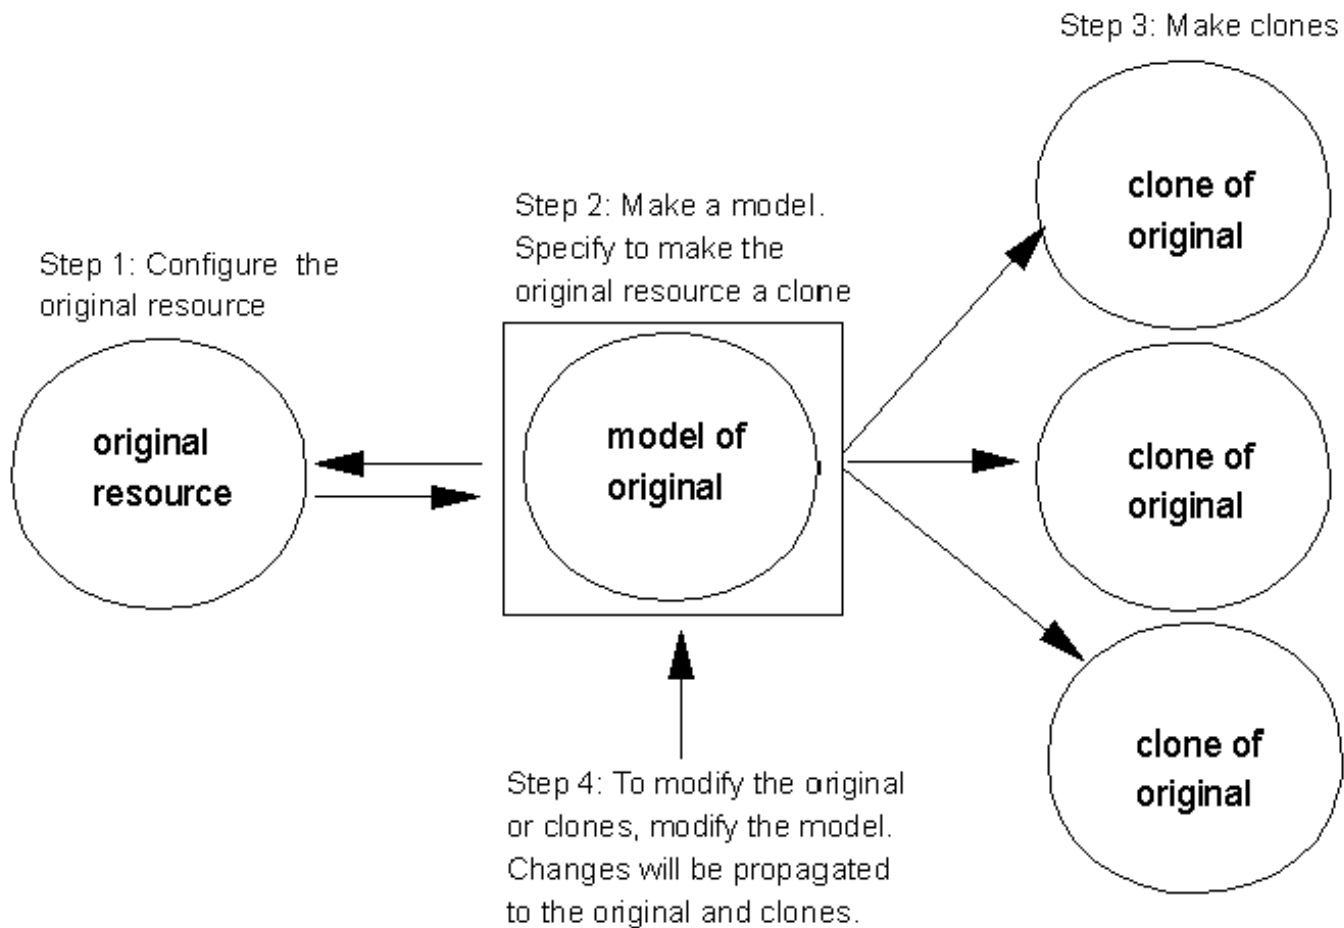 Step 3: Make clones
clone of
original
Step 2: Make a model.
Specify to make the
original resource a clone
Step 1: Configure the
original resource
original
resource
model of
original
clone of
original
clone of
original
Step 4: To modify the original
or clones, modify the model.
Changes will be propagated
to the original and clones.